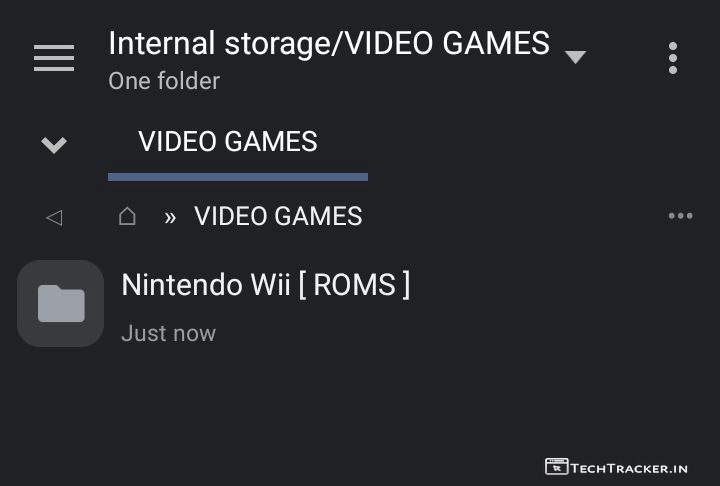 Internal storage/VIDEO GAMES
One folder
VIDEO GAMES
» VIDEO GAMES
Nintendo Wii [ ROMS ]
Just now
TECHTRACKER.IN